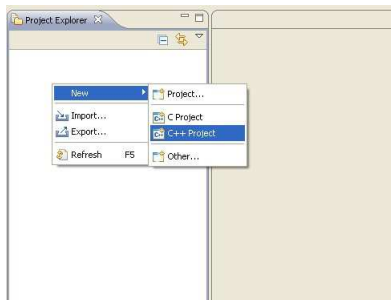 Project Explorer
New
Import...
Export...
Refresh F5
Project...
C Project
C++ Project
Other...